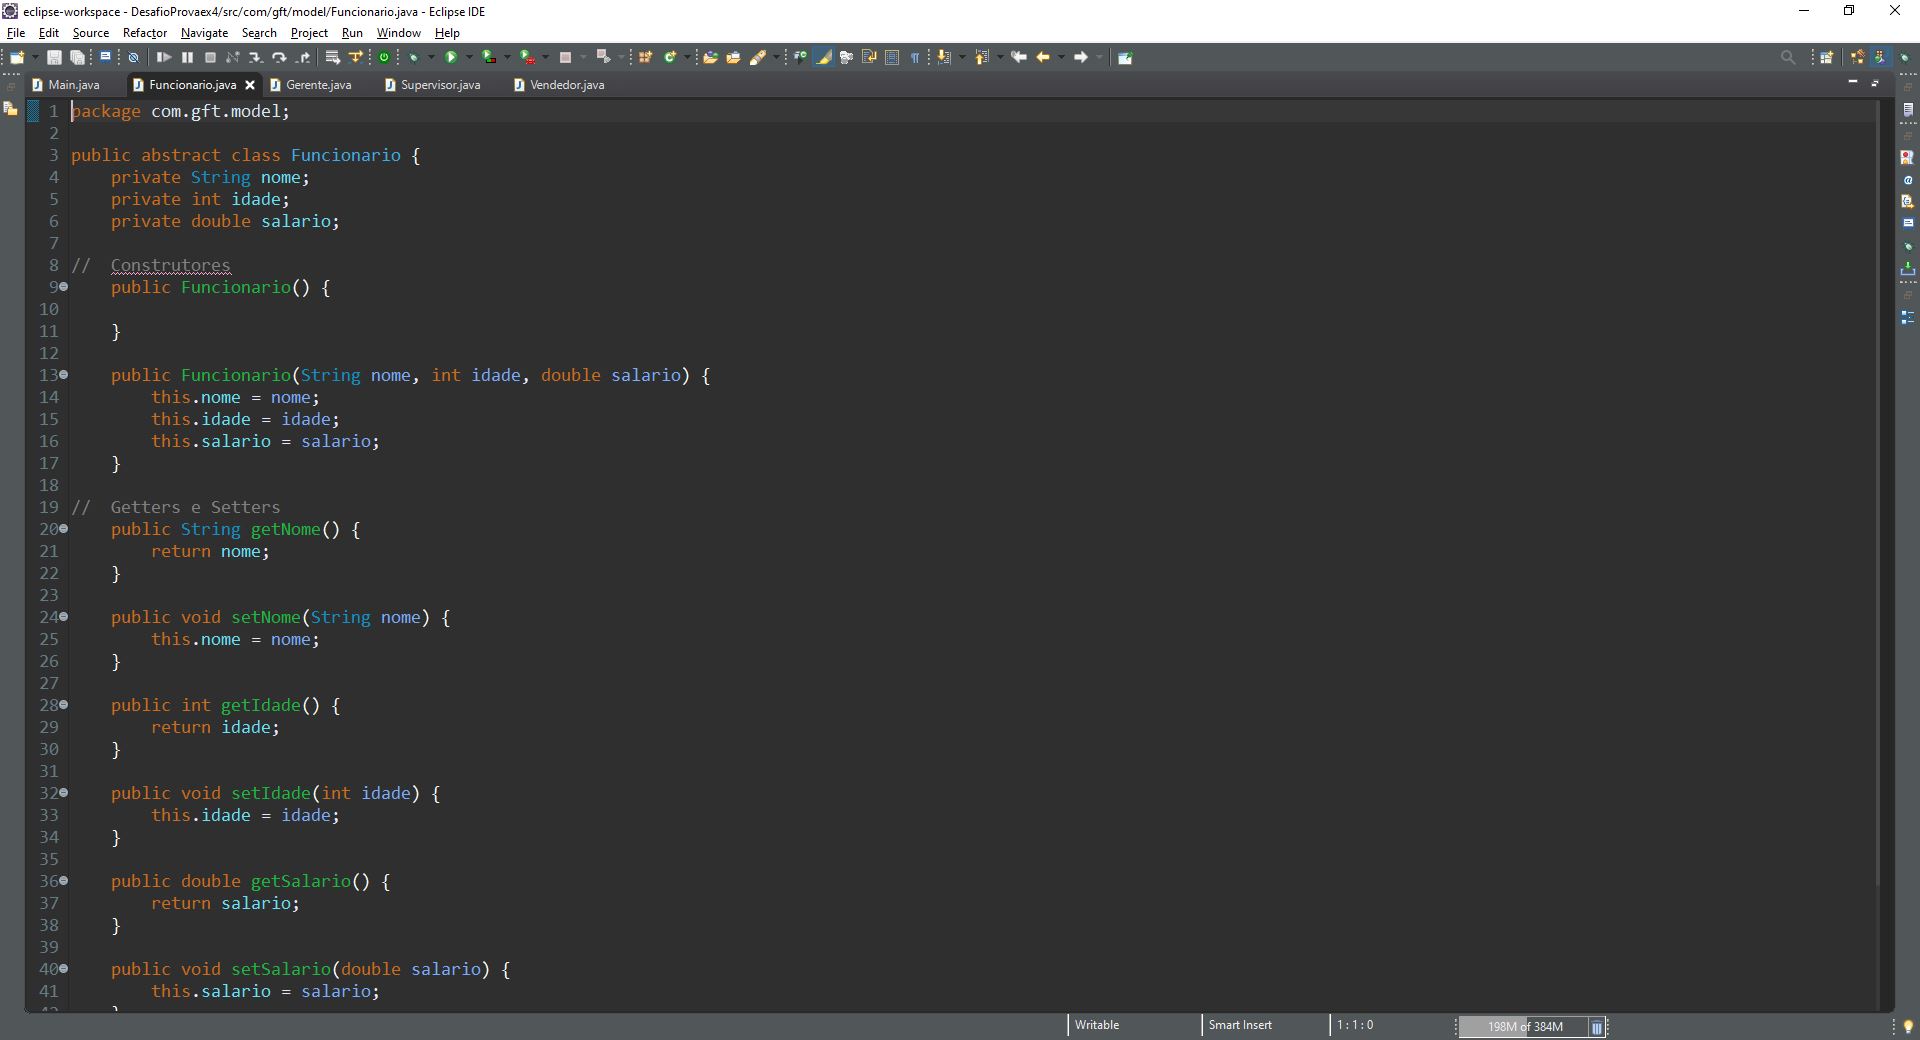 eclipse-workspace - DesafioProvaex4/src/com/gft/model/Funcionario.java - Eclipse IDE
File Edit Source Refactor Navigate Search Project Run Window Help
Main.java Funcionario.java Gerente.java Supervisor.java Vendedor.java
1 package com.gft.model;
2
3 public abstract class Funcionario {
4     private String nome;
5     private int idade;
6     private double salario;
7
8 //  Construtores
9     public Funcionario() {
10
11     }
12
13     public Funcionario(String nome, int idade, double salario) {
14         this.nome = nome;
15         this.idade = idade;
16         this.salario = salario;
17     }
18
19 //  Getters e Setters
20     public String getNome() {
21         return nome;
22     }
23
24     public void setNome(String nome) {
25         this.nome = nome;
26     }
27
28     public int getIdade() {
29         return idade;
30     }
31
32     public void setIdade(int idade) {
33         this.idade = idade;
34     }
35
36     public double getSalario() {
37         return salario;
38     }
39
40     public void setSalario(double salario) {
41         this.salario = salario;
42     }
Writable Smart Insert 1 : 1 : 0 198M of 384M